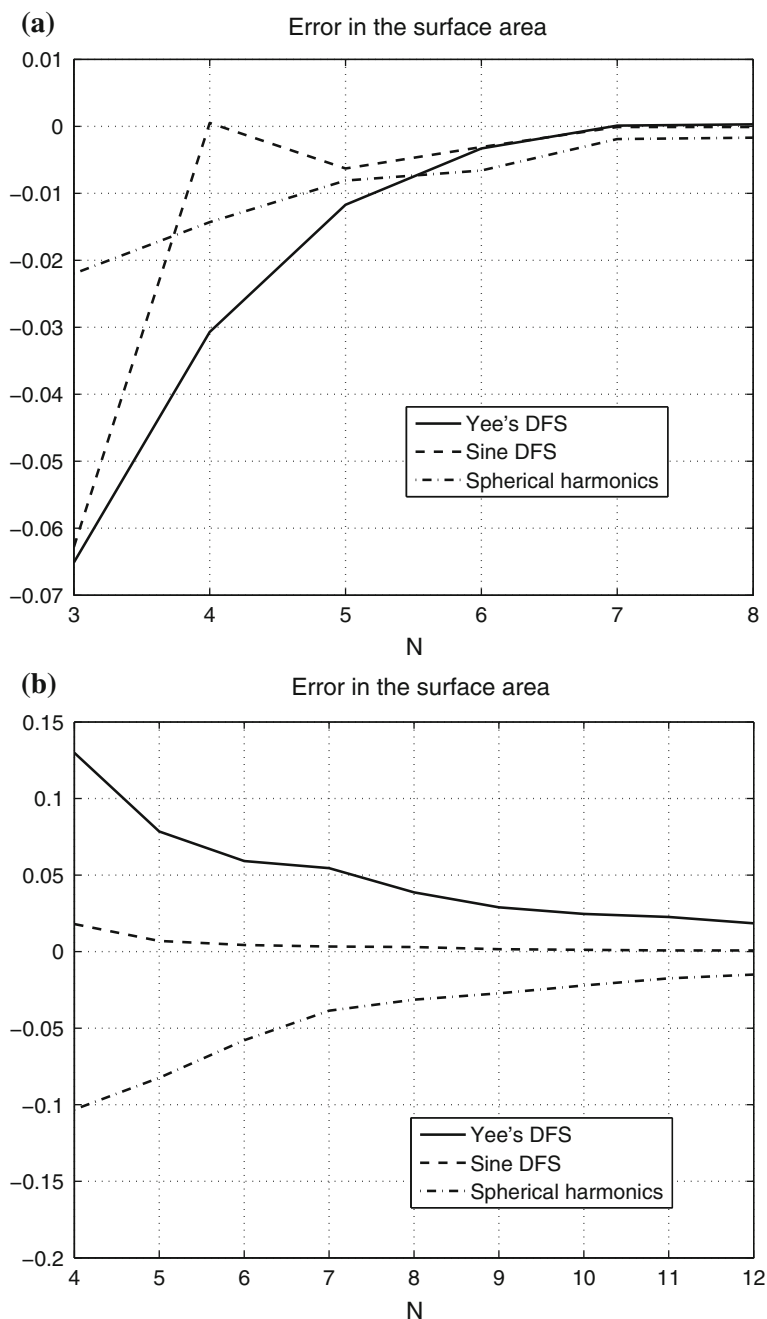 (a)
Error in the surface area
0.01
0
−0.01
−0.02
−0.03
−0.04
−0.05
−0.06
−0.07
Yee's DFS
Sine DFS
Spherical harmonics
3 4 5 6 7 8
N
(b)
Error in the surface area
0.15
0.1
0.05
0
−0.05
−0.1
−0.15
−0.2
Yee's DFS
Sine DFS
Spherical harmonics
4 5 6 7 8 9 10 11 12
N